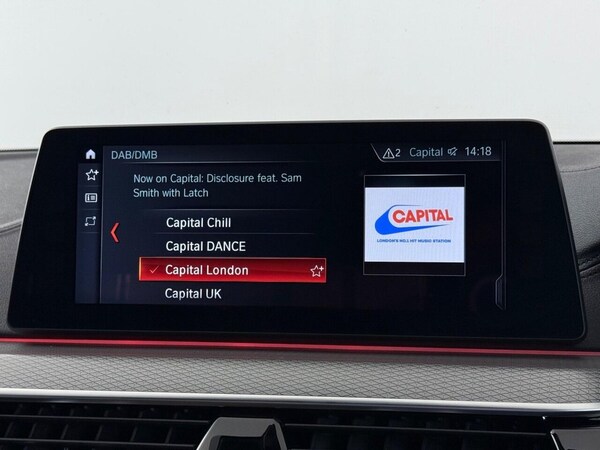 DAB/DMB
2
Capital
14:18
Now on Capital: Disclosure feat. Sam
Smith with Latch
Capital Chill
Capital DANCE
Capital London
Capital UK
CAPITAL
LONDON'S NO.1 HIT MUSIC STATION